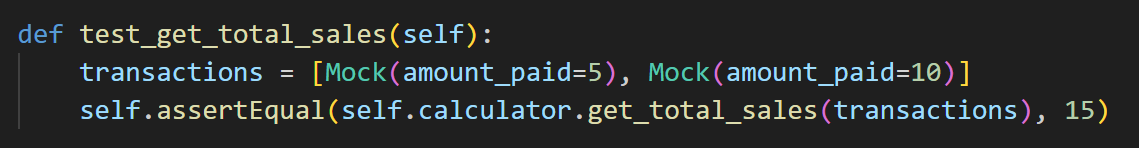 def test_get_total_sales(self):
    transactions = [Mock(amount_paid=5), Mock(amount_paid=10)]
    self.assertEqual(self.calculator.get_total_sales(transactions), 15)